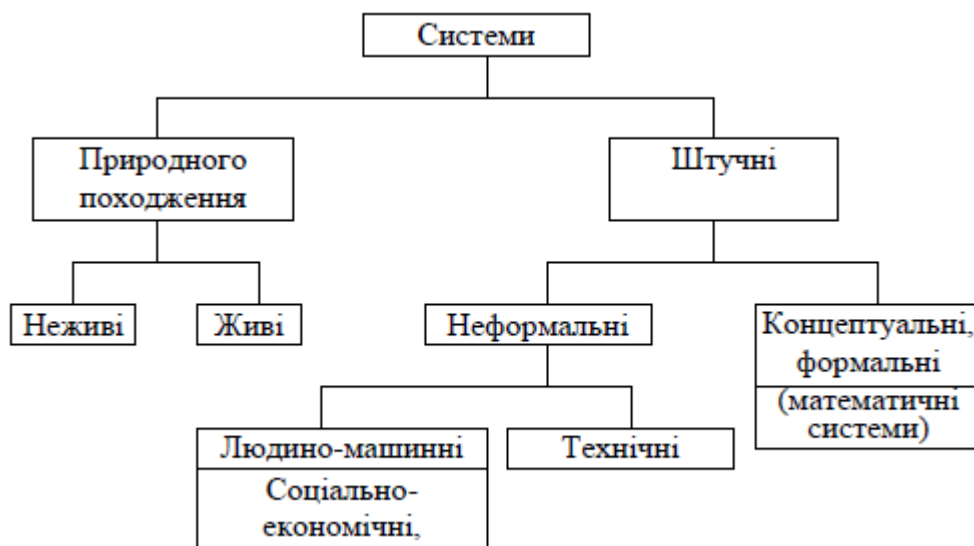 Системи
Природного
походження
Штучні
Неживі
Живі
Неформальні
Концептуальні,
формальні
(математичні
системи)
Людино-машинні
Технічні
Соціально-
економічні,